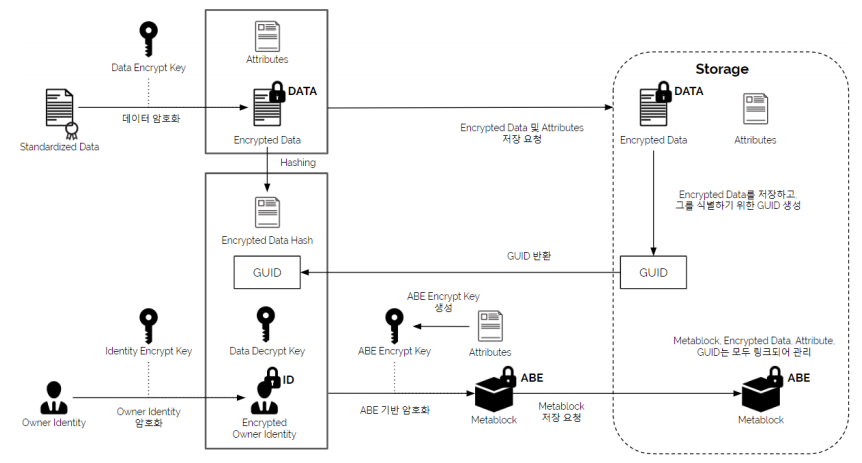 Data Encrypt Key
Attributes
Storage
DATA
DATA
Standardized Data
데이터 암호화
Encrypted Data
Encrypted Data 및 Attributes
저장 요청
Encrypted Data
Attributes
Hashing
Encrypted Data를 저장하고,
그를 식별하기 위한 GUID 생성
Encrypted Data Hash
GUID
GUID 반환
GUID
ABE Encrypt Key
생성
Identity Encrypt Key
Data Decrypt Key
ABE Encrypt Key
Attributes
Metablock, Encrypted Data, Attribute,
GUID는 모두 링크되어 관리
ID
ABE
ABE
Owner Identity
Owner Identity
암호화
Encrypted
Owner Identity
ABE 기반 암호화
Metablock
Metablock
저장 요청
Metablock